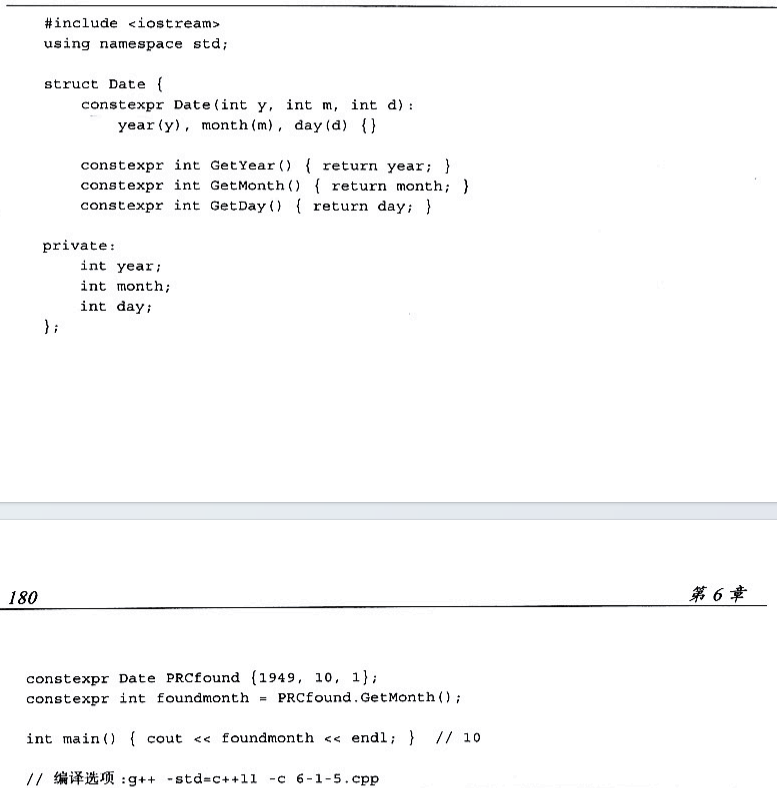 #include <iostream>
using namespace std;
struct Date {
    constexpr Date(int y, int m, int d):
        year(y), month(m), day(d) {}
    constexpr int GetYear() { return year; }
    constexpr int GetMonth() { return month; }
    constexpr int GetDay() { return day; }
private:
    int year;
    int month;
    int day;
};
180
第 6 章
constexpr Date PRCfound {1949, 10, 1};
constexpr int foundmonth = PRCfound.GetMonth();
int main() { cout << foundmonth << endl; }  // 10
// 编译选项:g++ -std=c++11 -c 6-1-5.cpp